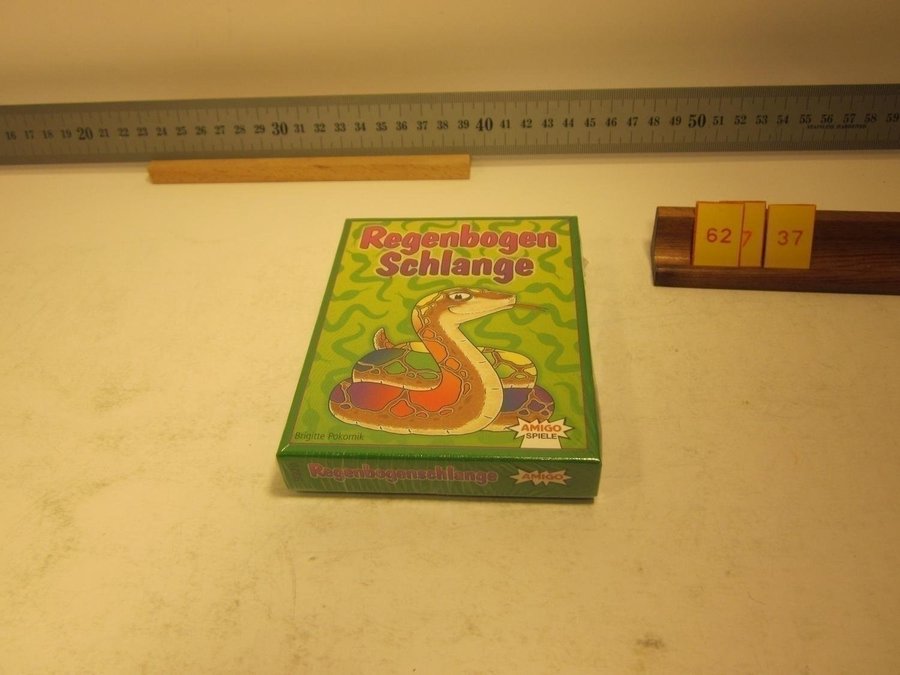 16 17 18 19 20 21 22 23 24 25 26 27 28 29 30 31 32 33 34 35 36 37 38 39 40 41 42 43 44 45 46 47 48 49 50 51 52 53 54 55 56 57 58 59
62 7 37
Regenbogen
Schlange
Brigitte Pokornik
AMIGO
SPIELE
Regenbogenschlange
AMIGO